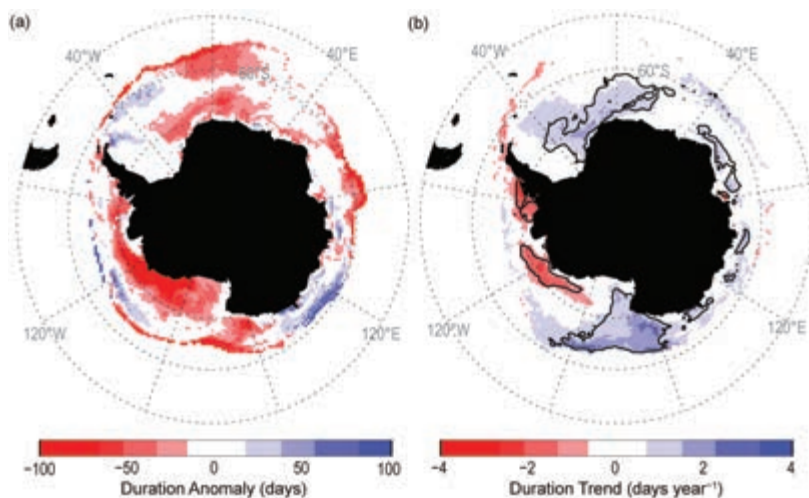 (a)
40°W
40°E
60°S
120°W
120°E
-100
-50
0
50
100
Duration Anomaly (days)
(b)
40°W
40°E
60°S
120°W
120°E
-4
-2
0
2
4
Duration Trend (days year⁻¹)